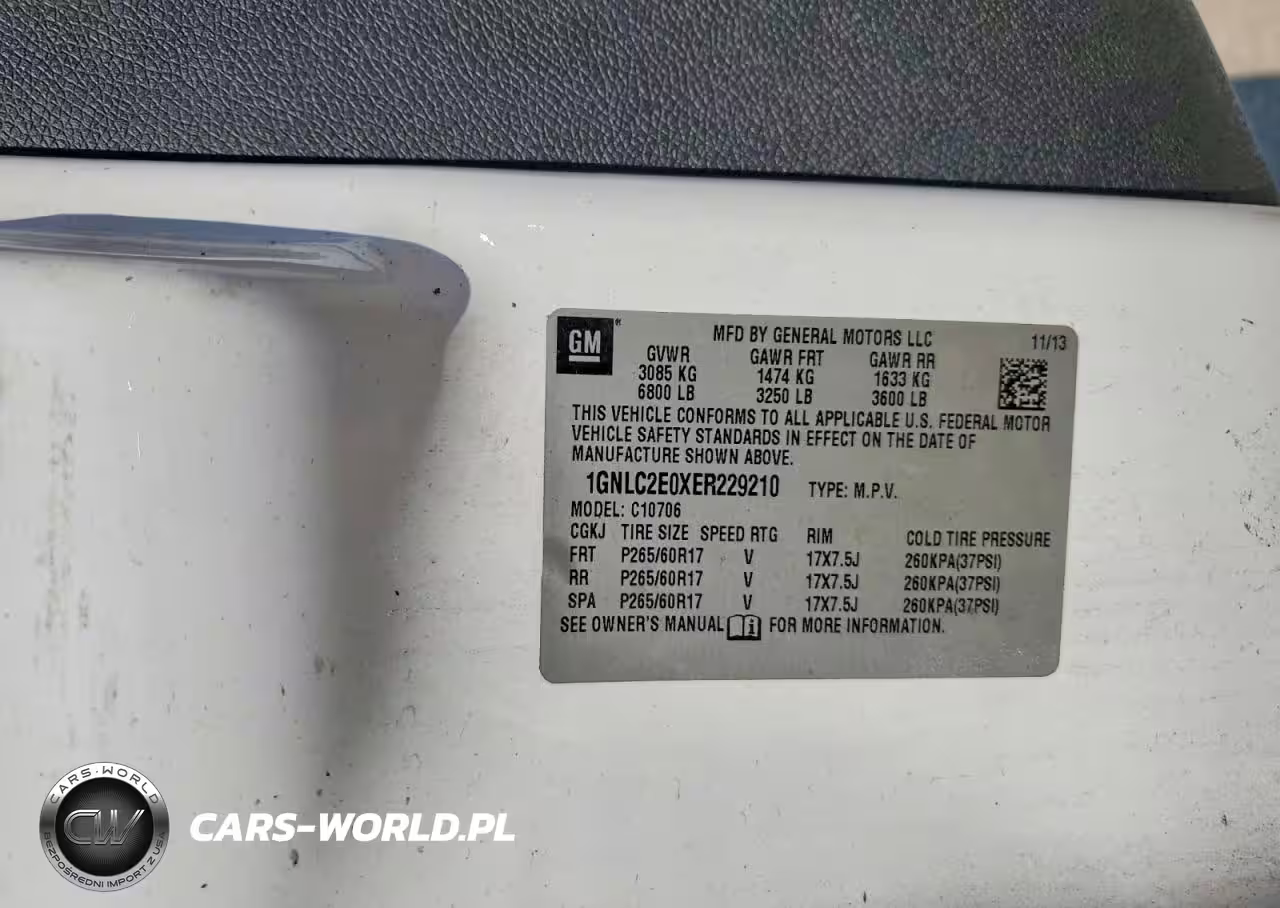 GM
MFD BY GENERAL MOTORS LLC 11/13
GVWR GAWR FRT GAWR RR
3085 KG 1474 KG 1633 KG
6800 LB 3250 LB 3600 LB
THIS VEHICLE CONFORMS TO ALL APPLICABLE U.S. FEDERAL MOTOR
VEHICLE SAFETY STANDARDS IN EFFECT ON THE DATE OF
MANUFACTURE SHOWN ABOVE.
1GNLC2E0XER229210 TYPE: M.P.V.
MODEL: C10706
CGKJ TIRE SIZE SPEED RTG RIM COLD TIRE PRESSURE
FRT P265/60R17 V 17X7.5J 260KPA(37PSI)
RR P265/60R17 V 17X7.5J 260KPA(37PSI)
SPA P265/60R17 V 17X7.5J 260KPA(37PSI)
SEE OWNER'S MANUAL i FOR MORE INFORMATION.
CARS-WORLD
CW
BEZPOŚREDNI IMPORT Z USA
CARS-WORLD.PL